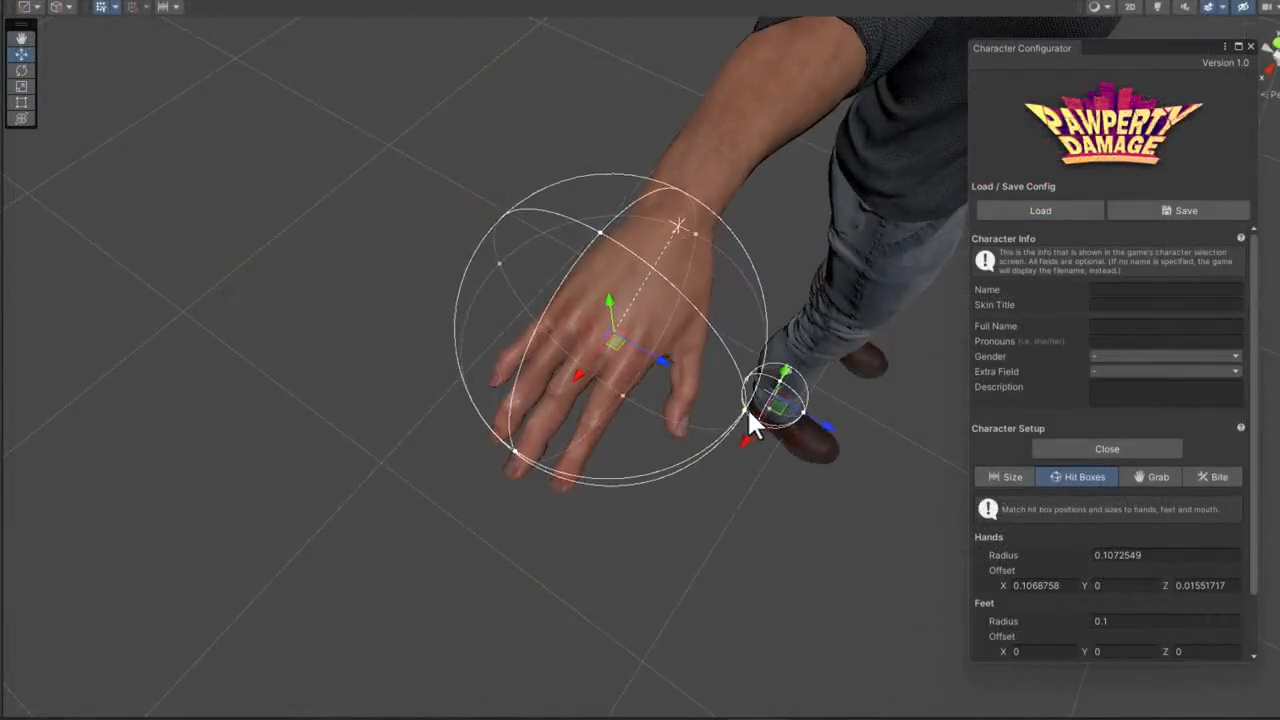 2D
Character Configurator
Version 1.0
PAWPERTY
DAMAGE
Load / Save Config
Load
Save
Character Info
This is the info that is shown in the game's character selection
screen. All fields are optional. (If no name is specified, the game
will display the filename, instead.)
Name
Skin Title
Full Name
Pronouns (i.e. she/her)
Gender -
Extra Field -
Description
Character Setup
Close
Size Hit Boxes Grab Bite
Match hit box positions and sizes to hands, feet and mouth.
Hands
Radius 0.1072549
Offset
X 0.1068758 Y 0 Z 0.01551717
Feet
Radius 0.1
Offset
X 0 Y 0 Z 0